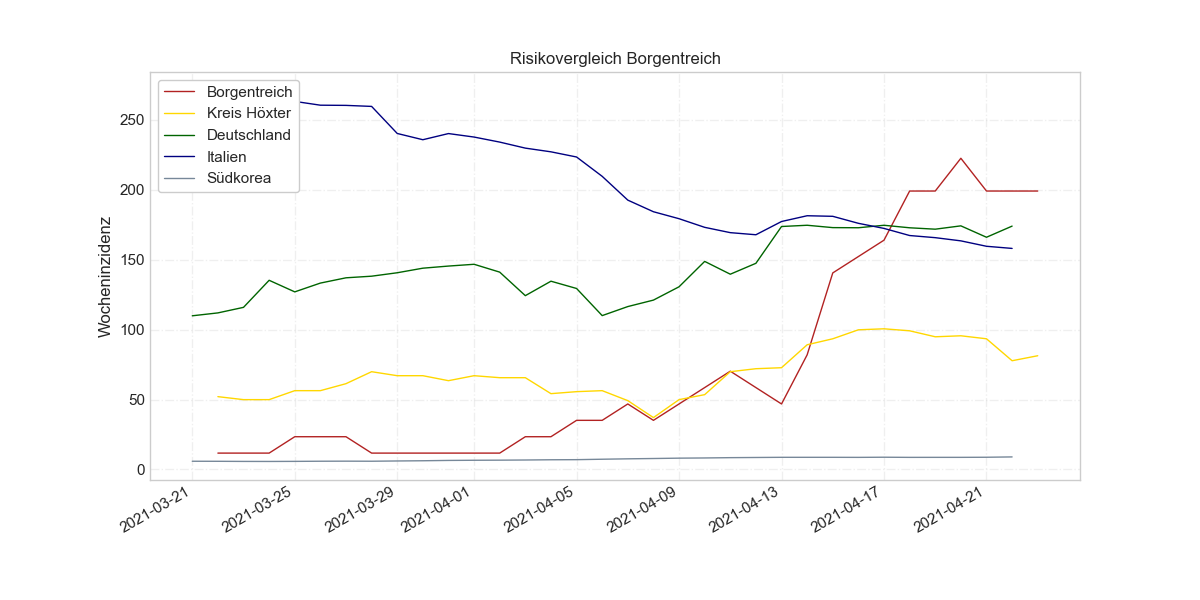 Risikovergleich Borgentreich
Borgentreich
Kreis Höxter
Deutschland
Italien
Südkorea
Wocheninzidenz
250
200
150
100
50
0
2021-03-21
2021-03-25
2021-03-29
2021-04-01
2021-04-05
2021-04-09
2021-04-13
2021-04-17
2021-04-21